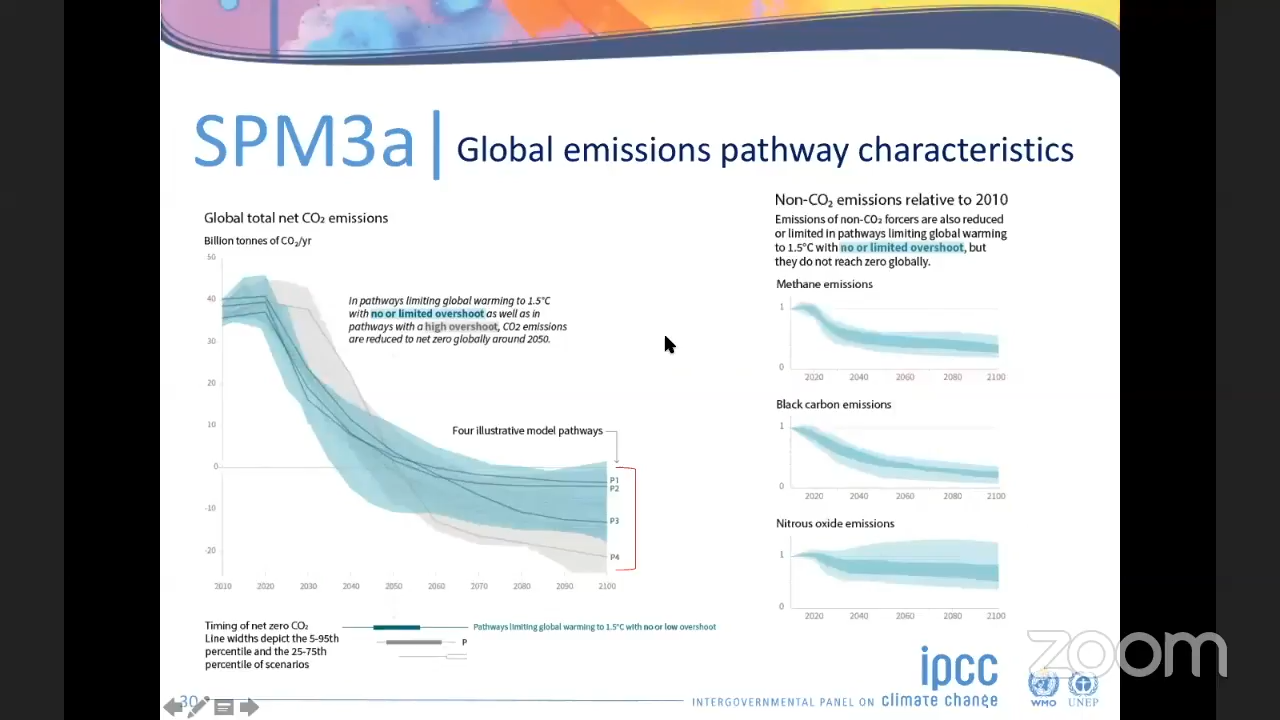 SPM3a
Global emissions pathway characteristics
Global total net CO₂ emissions
Billion tonnes of CO₂/yr
50
40
30
20
10
0
-10
-20
2010 2020 2030 2040 2050 2060 2070 2080 2090 2100
In pathways limiting global warming to 1.5°C
with no or limited overshoot as well as in
pathways with a high overshoot, CO2 emissions
are reduced to net zero globally around 2050.
Four illustrative model pathways
P1
P2
P3
P4
Timing of net zero CO₂
Line widths depict the 5-95th
percentile and the 25-75th
percentile of scenarios
Pathways limiting global warming to 1.5°C with no or low overshoot
P
Non-CO₂ emissions relative to 2010
Emissions of non-CO₂ forcers are also reduced
or limited in pathways limiting global warming
to 1.5°C with no or limited overshoot, but
they do not reach zero globally.
Methane emissions
1
0
2020 2040 2060 2080 2100
Black carbon emissions
1
0
2020 2040 2060 2080 2100
Nitrous oxide emissions
1
0
2020 2040 2060 2080 2100
30
INTERGOVERNMENTAL PANEL ON climate change
ipcc
WMO UNEP
zoom